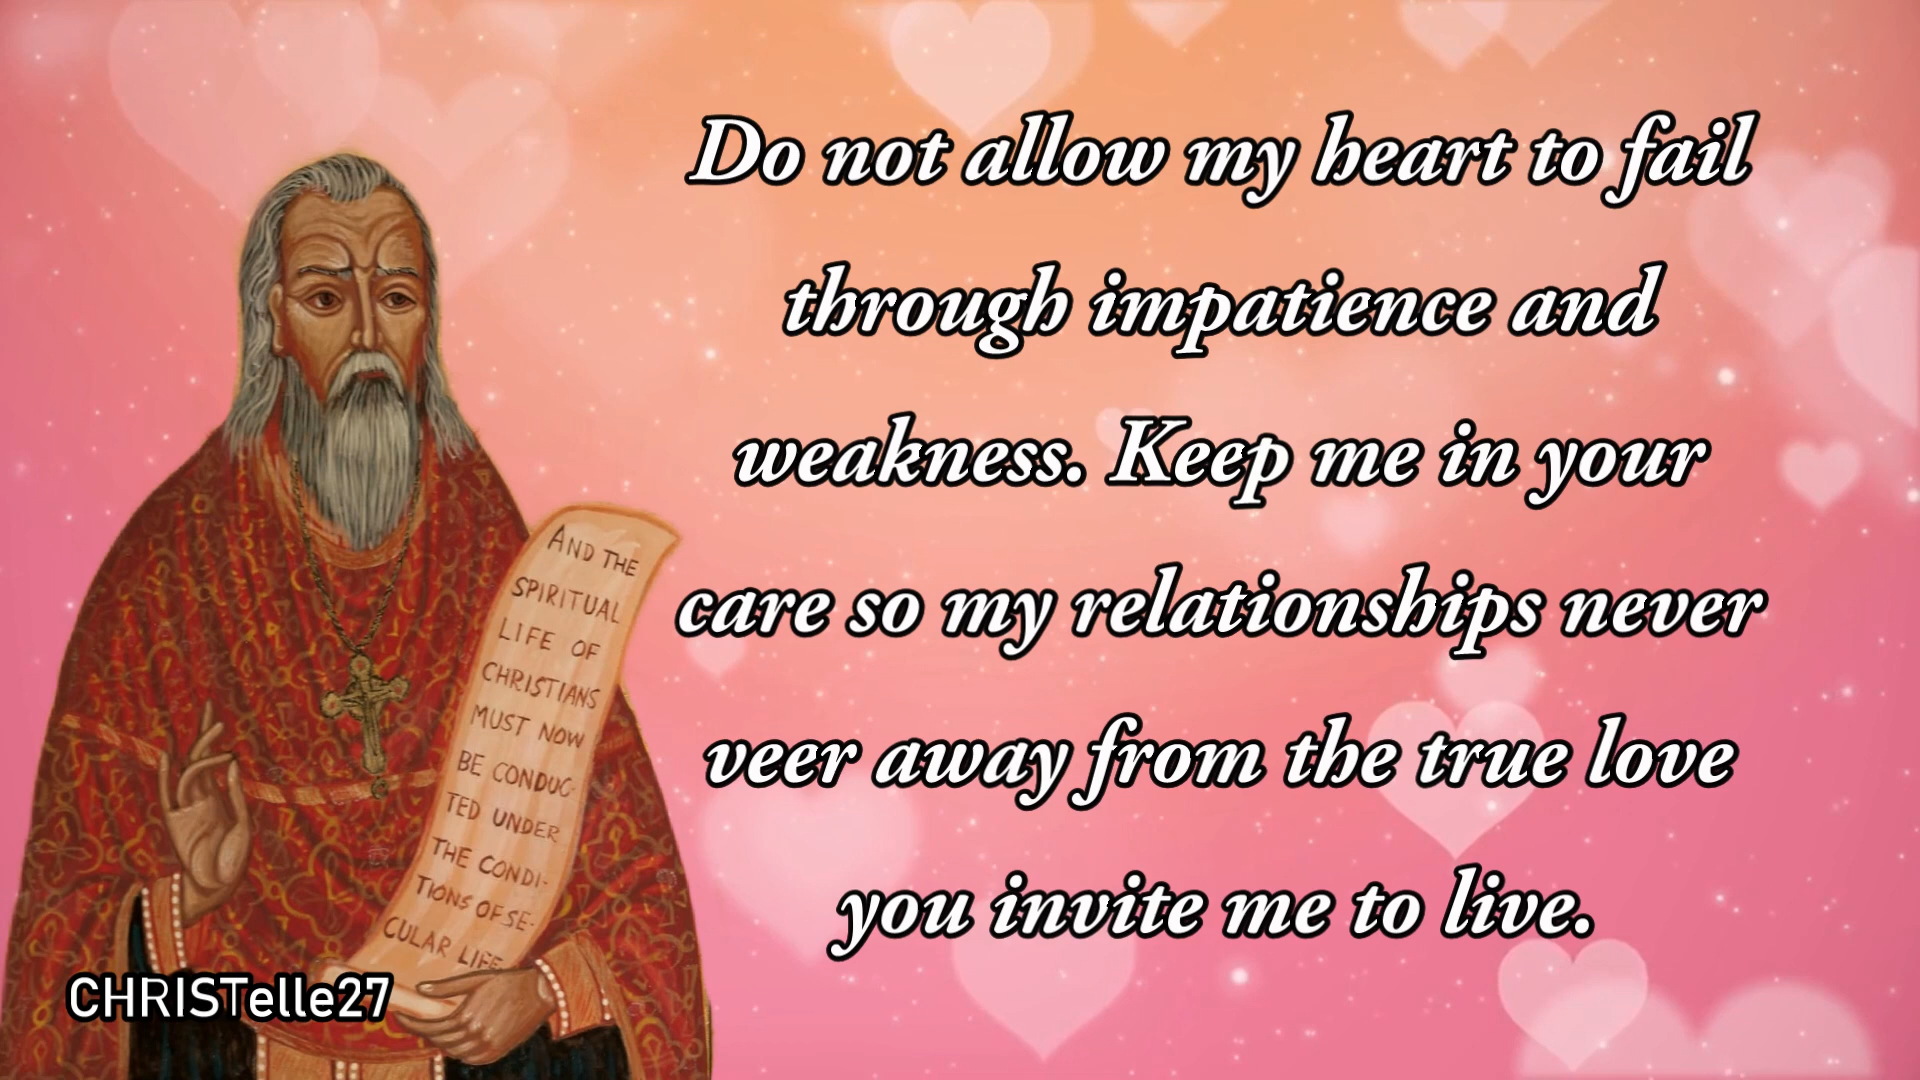 Do not allow my heart to fail
through impatience and
weakness. Keep me in your
care so my relationships never
veer away from the true love
you invite me to live.
AND THE
SPIRITUAL
LIFE OF
CHRISTIANS
MUST NOW
BE CONDUC-
TED UNDER
THE CONDI-
TIONS OF SE-
CULAR LIFE
CHRISTelle27